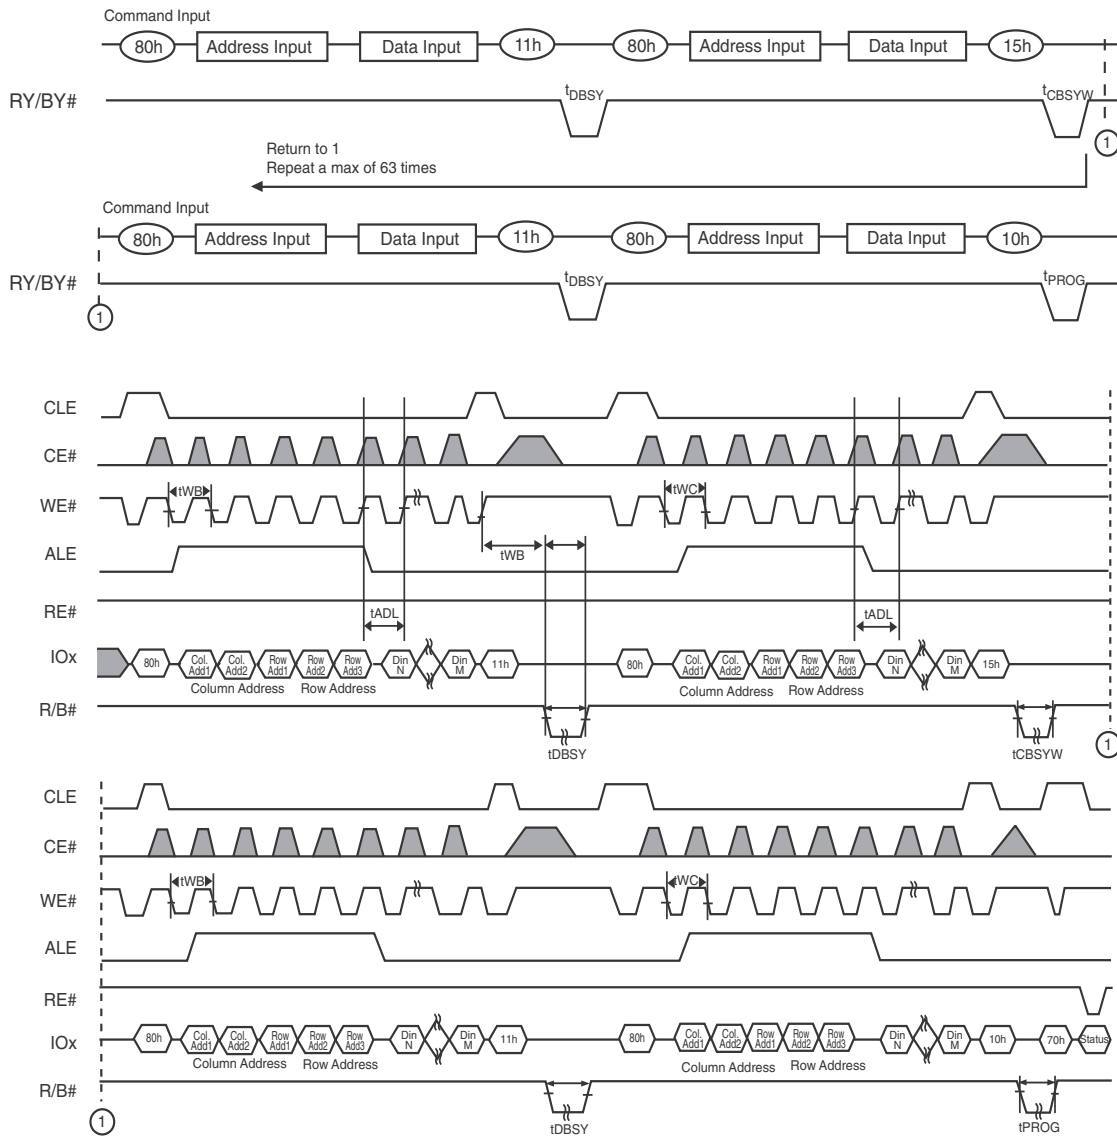 Command Input
80h Address Input Data Input 11h 80h Address Input Data Input 15h
RY/BY# tDBSY tCBSYW
1
Return to 1
Repeat a max of 63 times
Command Input
80h Address Input Data Input 11h 80h Address Input Data Input 10h
RY/BY# tDBSY tPROG
1
CLE
CE#
WE# tWB tWC
ALE tWB
RE# tADL tADL
IOx 80h Col. Add1 Col. Add2 Row Add1 Row Add2 Row Add3 Din N Din M 11h 80h Col. Add1 Col. Add2 Row Add1 Row Add2 Row Add3 Din N Din M 15h
Column Address Row Address Column Address Row Address
R/B#
tDBSY tCBSYW 1
CLE
CE#
WE# tWB tWC
ALE
RE#
IOx 80h Col. Add1 Col. Add2 Row Add1 Row Add2 Row Add3 Din N Din M 11h 80h Col. Add1 Col. Add2 Row Add1 Row Add2 Row Add3 Din N Din M 10h 70h Status
Column Address Row Address Column Address Row Address
R/B#
1 tDBSY tPROG